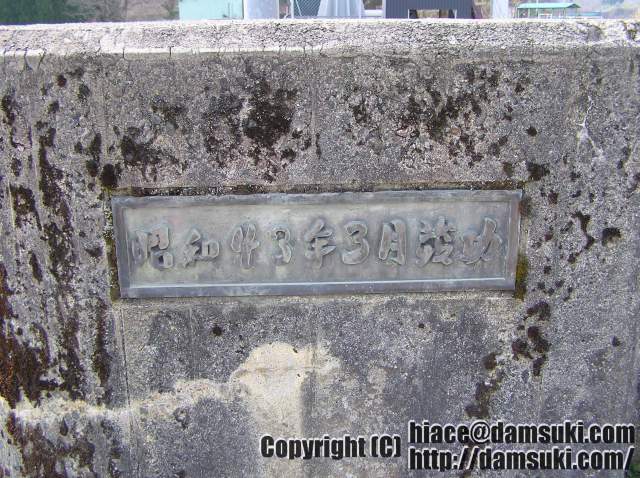 昭和43年3月竣功
Copyright (C) hiace@damsuki.com
http://damsuki.com